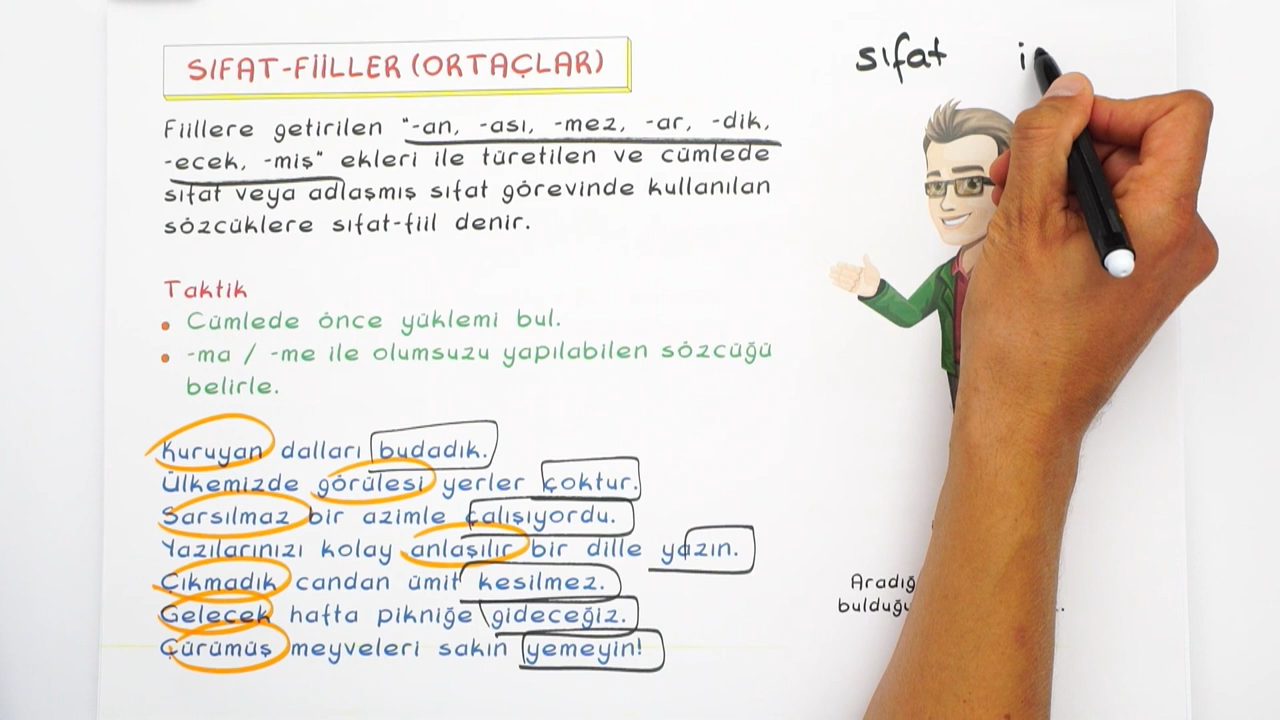 SIFAT-FİİLLER (ORTAÇLAR)
sıfat i
Fiillere getirilen "-an, -ası, -mez, -ar, -dik,
-ecek, -miş" ekleri ile türetilen ve cümlede
sıfat veya adlaşmış sıfat görevinde kullanılan
sözcüklere sıfat-fiil denir.
Taktik
• Cümlede önce yüklemi bul.
• -ma / -me ile olumsuzu yapılabilen sözcüğü
belirle.
Kuruyan dalları budadık.
Ülkemizde görülesi yerler çoktur.
Sarsılmaz bir azimle çalışıyordu.
Yazılarınızı kolay anlaşılır bir dille yazın.
Çıkmadık candan ümit kesilmez.
Gelecek hafta pikniğe gideceğiz.
Çürümüş meyveleri sakın yemeyin!